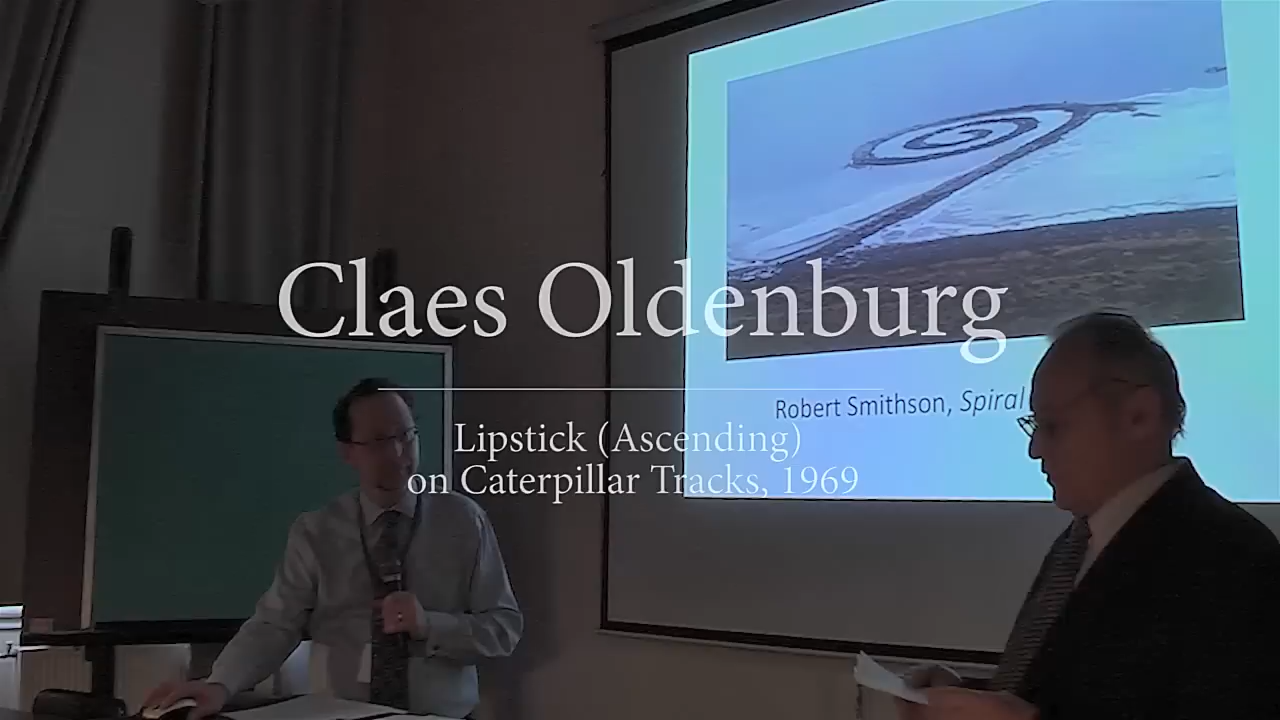 Claes Oldenburg
Lipstick (Ascending)
on Caterpillar Tracks, 1969
Robert Smithson, Spiral